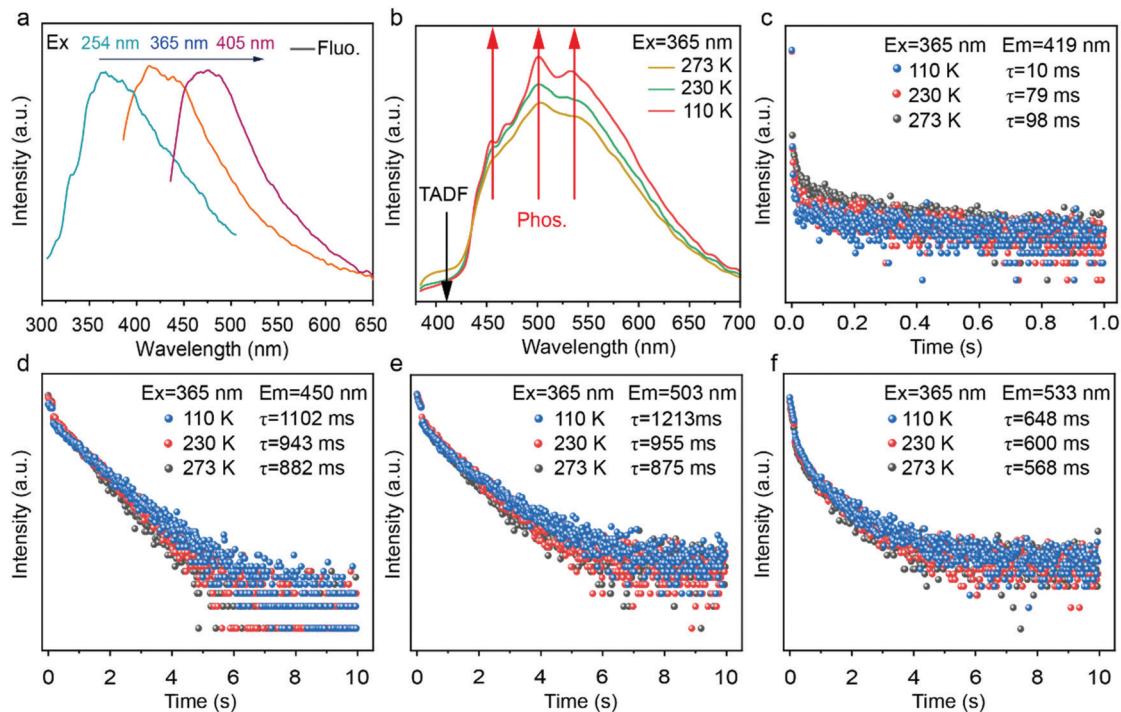 a
Ex 254 nm 365 nm 405 nm Fluo.
Intensity (a.u.)
300 350 400 450 500 550 600 650
Wavelength (nm)
b
Ex=365 nm
273 K
230 K
110 K
TADF
Phos.
Intensity (a.u.)
400 450 500 550 600 650 700
Wavelength (nm)
c
Ex=365 nm Em=419 nm
110 K τ=10 ms
230 K τ=79 ms
273 K τ=98 ms
Intensity (a.u.)
0.0 0.2 0.4 0.6 0.8 1.0
Time (s)
d
Ex=365 nm Em=450 nm
110 K τ=1102 ms
230 K τ=943 ms
273 K τ=882 ms
Intensity (a.u.)
0 2 4 6 8 10
Time (s)
e
Ex=365 nm Em=503 nm
110 K τ=1213ms
230 K τ=955 ms
273 K τ=875 ms
Intensity (a.u.)
0 2 4 6 8 10
Time (s)
f
Ex=365 nm Em=533 nm
110 K τ=648 ms
230 K τ=600 ms
273 K τ=568 ms
Intensity (a.u.)
0 2 4 6 8 10
Time (s)